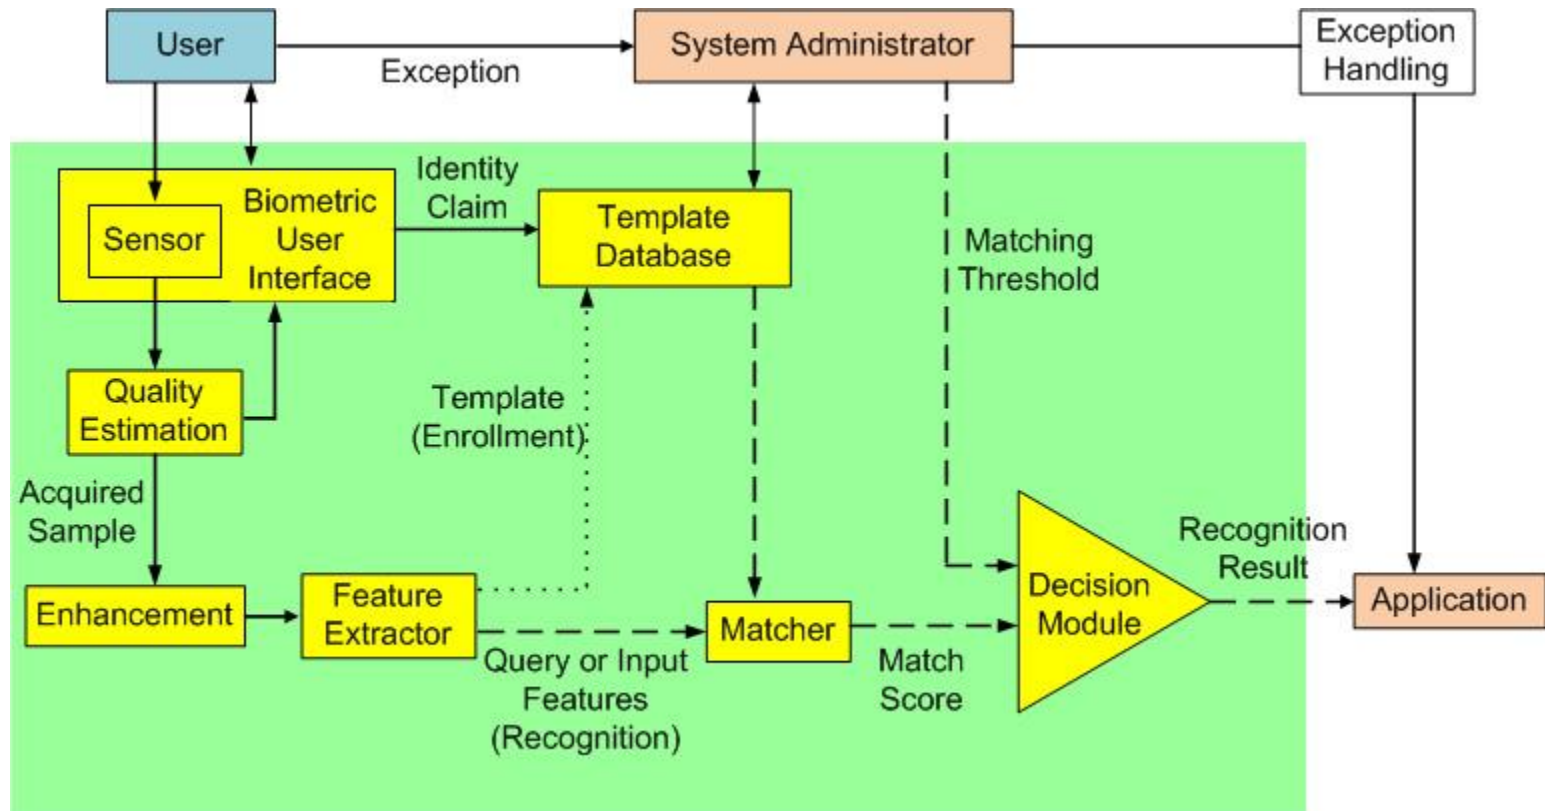 User
Exception
System Administrator
Exception
Handling
Identity
Claim
Biometric
User
Interface
Sensor
Template
Database
Matching
Threshold
Quality
Estimation
Template
(Enrollment)
Acquired
Sample
Recognition
Result
Enhancement
Feature
Extractor
Query or Input
Features
(Recognition)
Matcher
Match
Score
Decision
Module
Application